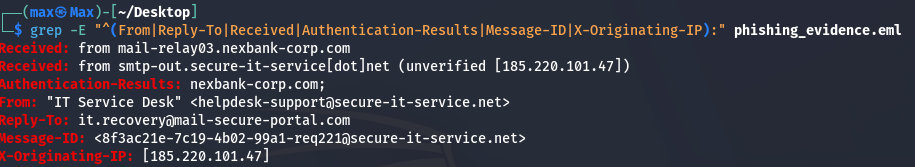 ┌──(max㉿Max)-[~/Desktop]
└─$ grep -E "^(From|Reply-To|Received|Authentication-Results|Message-ID|X-Originating-IP):" phishing_evidence.eml
Received: from mail-relay03.nexbank-corp.com
Received: from smtp-out.secure-it-service[dot]net (unverified [185.220.101.47])
Authentication-Results: nexbank-corp.com;
From: "IT Service Desk" <helpdesk-support@secure-it-service.net>
Reply-To: it.recovery@mail-secure-portal.com
Message-ID: <8f3ac21e-7c19-4b02-99a1-req221@secure-it-service.net>
X-Originating-IP: [185.220.101.47]